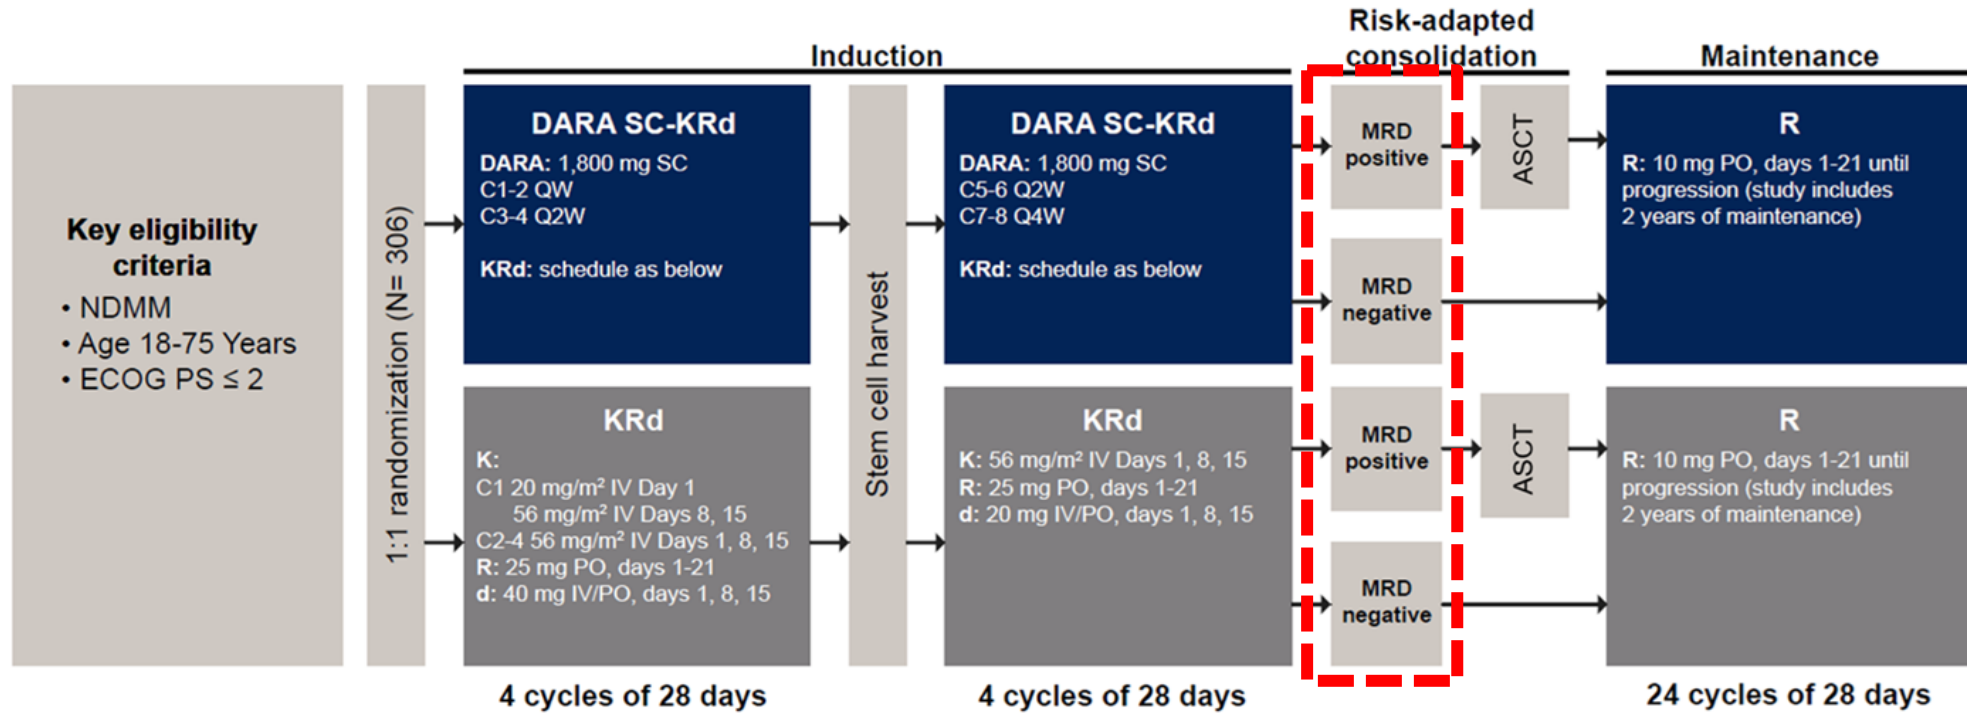 Induction
Risk-adapted
consolidation
Maintenance
Key eligibility
criteria
• NDMM
• Age 18-75 Years
• ECOG PS ≤ 2
1:1 randomization (N= 306)
DARA SC-KRd
DARA: 1,800 mg SC
C1-2 QW
C3-4 Q2W
KRd: schedule as below
KRd
K:
C1 20 mg/m² IV Day 1
56 mg/m² IV Days 8, 15
C2-4 56 mg/m² IV Days 1, 8, 15
R: 25 mg PO, days 1-21
d: 40 mg IV/PO, days 1, 8, 15
4 cycles of 28 days
Stem cell harvest
DARA SC-KRd
DARA: 1,800 mg SC
C5-6 Q2W
C7-8 Q4W
KRd: schedule as below
KRd
K: 56 mg/m² IV Days 1, 8, 15
R: 25 mg PO, days 1-21
d: 20 mg IV/PO, days 1, 8, 15
4 cycles of 28 days
MRD
positive
MRD
negative
MRD
positive
MRD
negative
ASCT
ASCT
R
R: 10 mg PO, days 1-21 until
progression (study includes
2 years of maintenance)
R
R: 10 mg PO, days 1-21 until
progression (study includes
2 years of maintenance)
24 cycles of 28 days